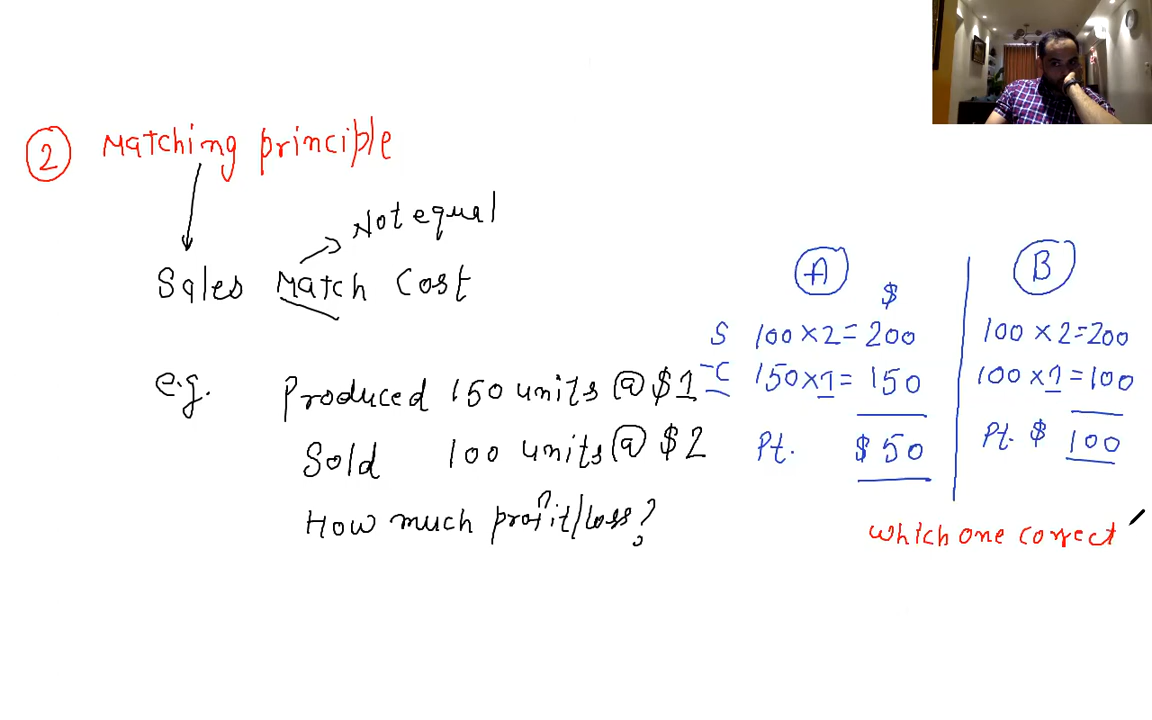 ② Matching principle
Not equal
Sales Match Cost
e.g. Produced 150 units @ $1
Sold 100 units @ $2
How much profit/loss?
A
$
S 100 × 2 = 200
-C 150 × 1 = 150
Pt. $ 50
B
100 × 2 = 200
100 × 1 = 100
Pt. $ 100
which one correct